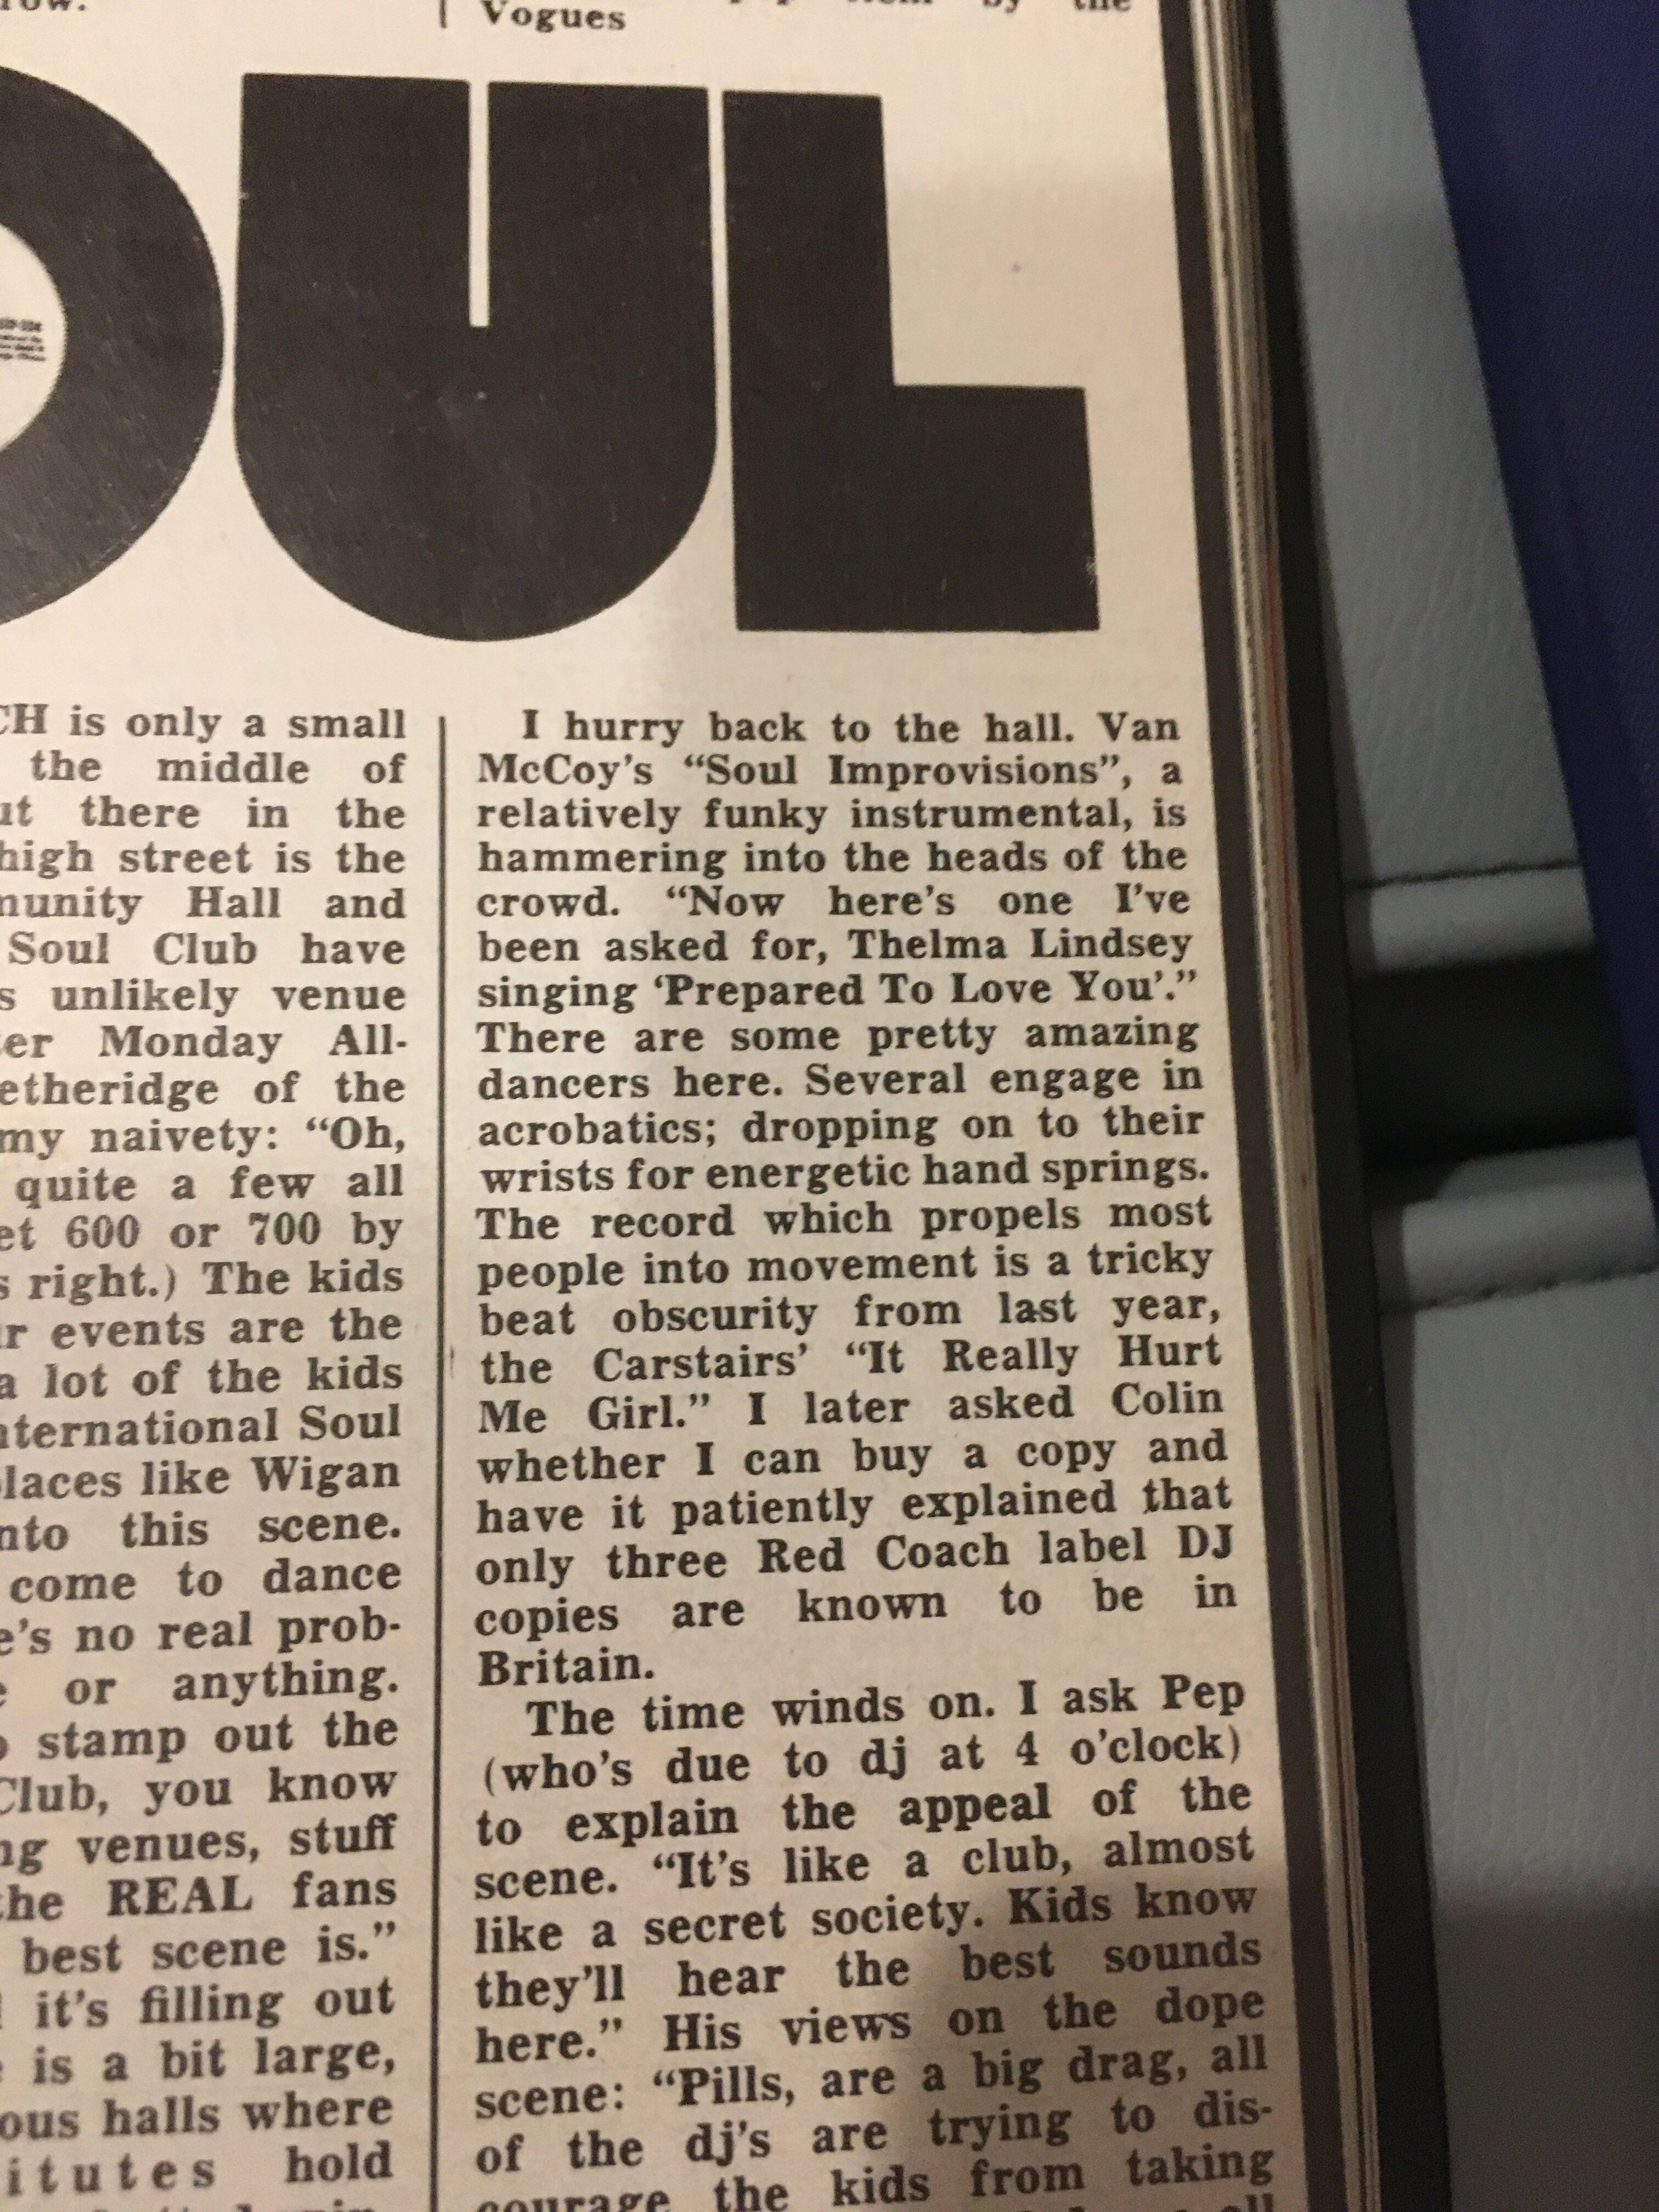 Vogues
by the
OUL
CH is only a small
the middle of
ut there in the
high street is the
munity Hall and
Soul Club have
s unlikely venue
ter Monday All-
etheridge of the
my naivety: “Oh,
quite a few all
et 600 or 700 by
s right.) The kids
ur events are the
a lot of the kids
nternational Soul
places like Wigan
nto this scene.
come to dance
e’s no real prob-
e or anything.
o stamp out the
Club, you know
ng venues, stuff
the REAL fans
best scene is.”
it’s filling out
e is a bit large,
ous halls where
itutes hold
I hurry back to the hall. Van
McCoy’s “Soul Improvisions”, a
relatively funky instrumental, is
hammering into the heads of the
crowd. “Now here’s one I’ve
been asked for, Thelma Lindsey
singing ‘Prepared To Love You’.”
There are some pretty amazing
dancers here. Several engage in
acrobatics; dropping on to their
wrists for energetic hand springs.
The record which propels most
people into movement is a tricky
beat obscurity from last year,
the Carstairs’ “It Really Hurt
Me Girl.” I later asked Colin
whether I can buy a copy and
have it patiently explained that
only three Red Coach label DJ
copies are known to be in
Britain.
The time winds on. I ask Pep
(who’s due to dj at 4 o’clock)
to explain the appeal of the
scene. “It’s like a club, almost
like a secret society. Kids know
they’ll hear the best sounds
here.” His views on the dope
scene: “Pills, are a big drag, all
of the dj’s are trying to dis-
courage the kids from taking